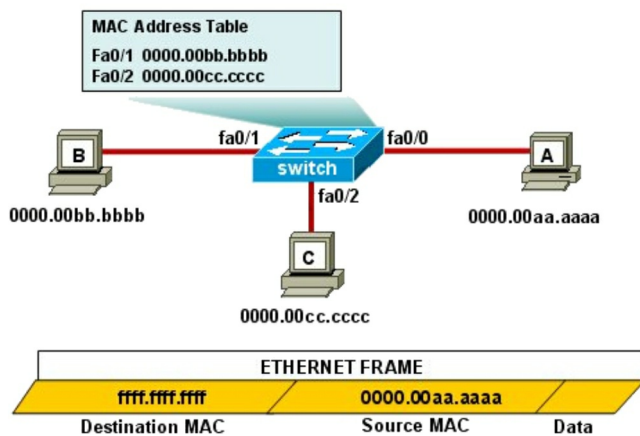 MAC Address Table
Fa0/1 0000.00bb.bbbb
Fa0/2 0000.00cc.cccc
fa0/1
fa0/0
B
A
switch
fa0/2
0000.00bb.bbbb
0000.00aa.aaaa
C
0000.00cc.cccc
ETHERNET FRAME
ffff.ffff.ffff 0000.00aa.aaaa
Destination MAC Source MAC Data